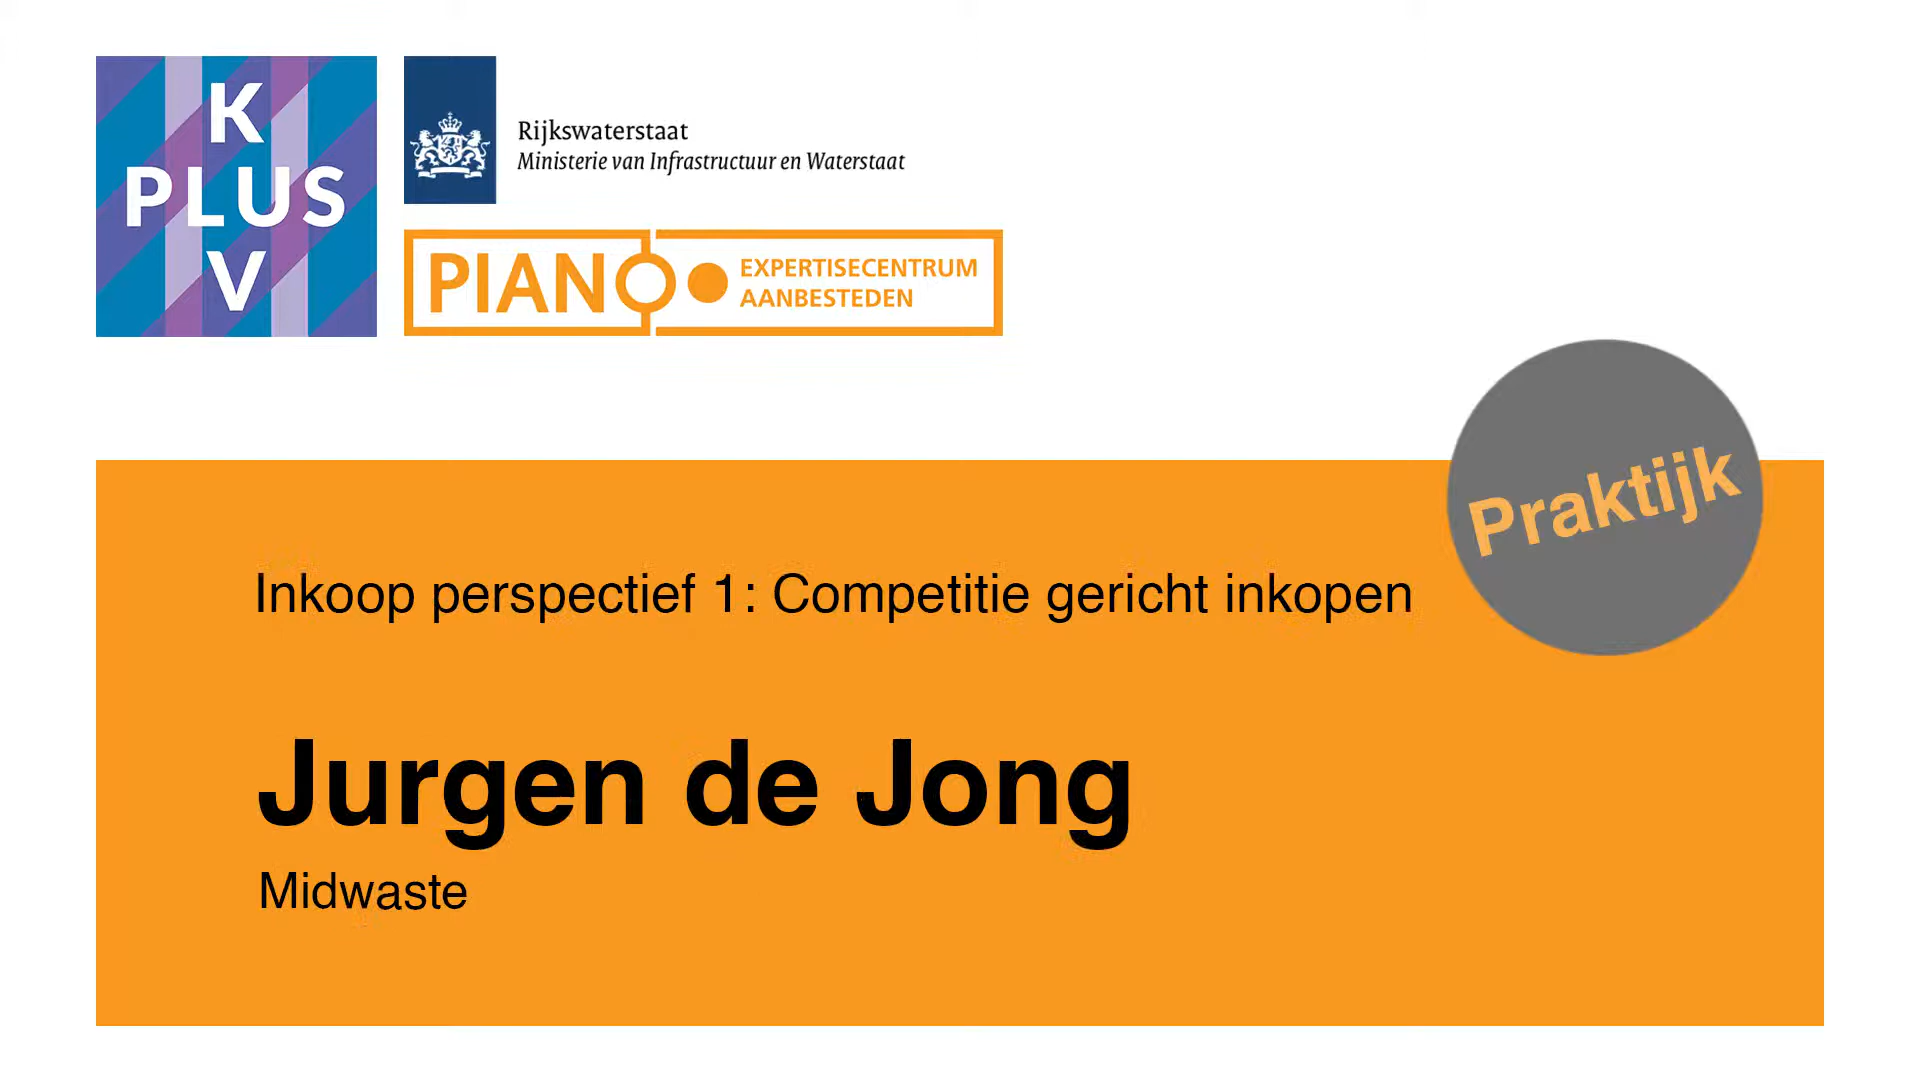 K
PLUS
V
Rijkswaterstaat
Ministerie van Infrastructuur en Waterstaat
PIANO
EXPERTISECENTRUM
AANBESTEDEN
Praktijk
Inkoop perspectief 1: Competitie gericht inkopen
Jurgen de Jong
Midwaste